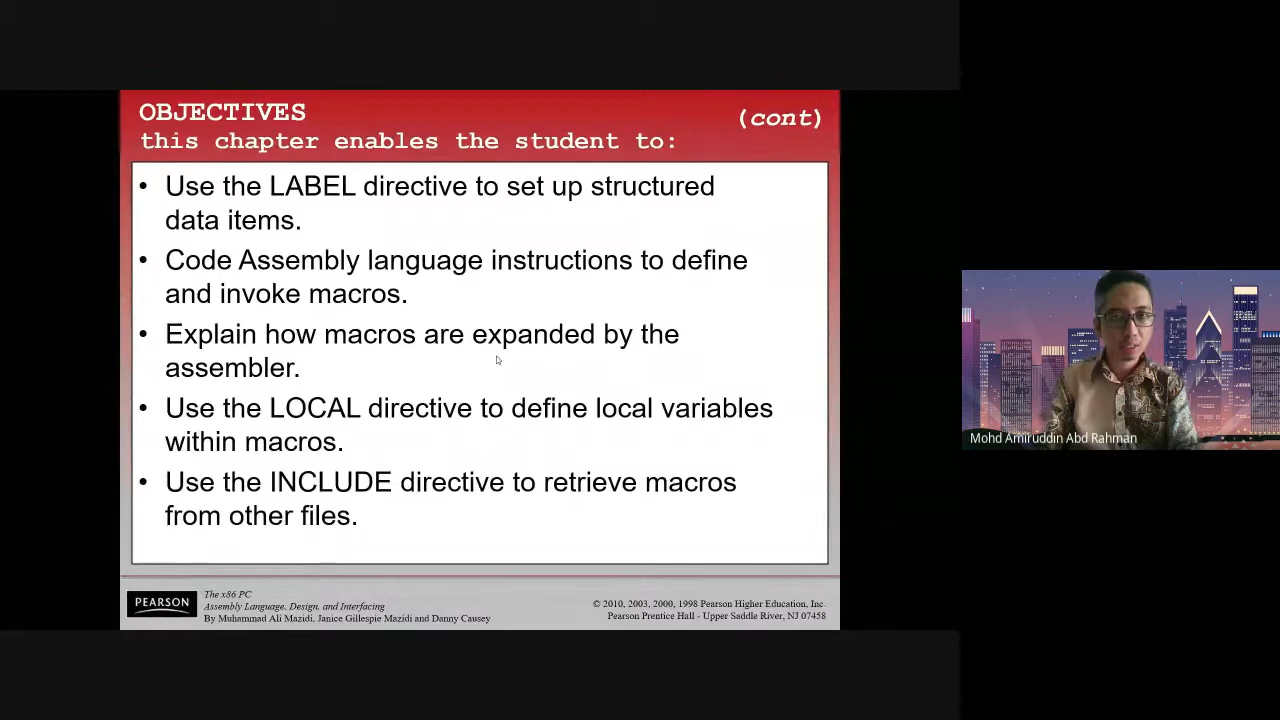 OBJECTIVES
(cont)
this chapter enables the student to:
• Use the LABEL directive to set up structured
data items.
• Code Assembly language instructions to define
and invoke macros.
• Explain how macros are expanded by the
assembler.
• Use the LOCAL directive to define local variables
within macros.
• Use the INCLUDE directive to retrieve macros
from other files.
PEARSON
The x86 PC
Assembly Language, Design, and Interfacing
By Muhammad Ali Mazidi, Janice Gillespie Mazidi and Danny Causey
© 2010, 2003, 2000, 1998 Pearson Higher Education, Inc.
Pearson Prentice Hall - Upper Saddle River, NJ 07458
Mohd Amiruddin Abd Rahman